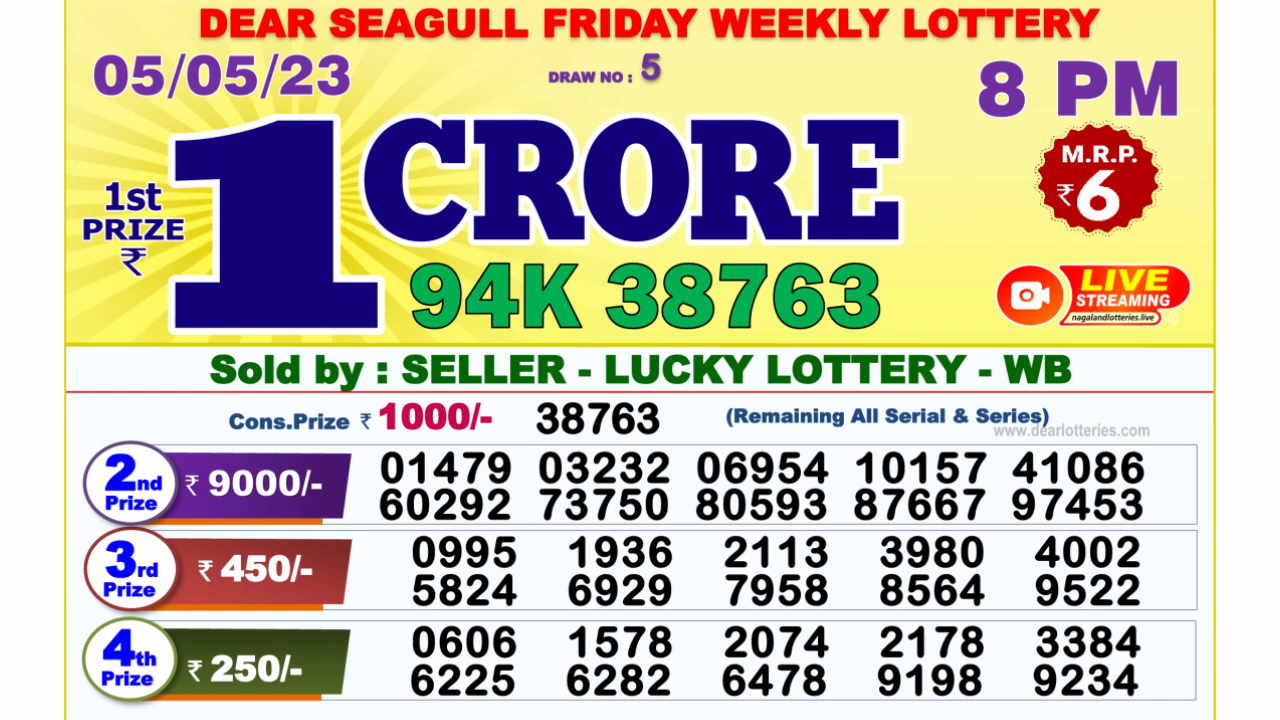 DEAR SEAGULL FRIDAY WEEKLY LOTTERY
05/05/23
DRAW NO : 5
8 PM
1st
PRIZE
₹
1 CRORE
M.R.P.
₹ 6
94K 38763
LIVE
STREAMING
nagalandlotteries.live
Sold by : SELLER - LUCKY LOTTERY - WB
Cons.Prize ₹ 1000/- 38763 (Remaining All Serial & Series)
www.dearlotteries.com
2nd Prize ₹ 9000/-
01479 03232 06954 10157 41086
60292 73750 80593 87667 97453
3rd Prize ₹ 450/-
0995 1936 2113 3980 4002
5824 6929 7958 8564 9522
4th Prize ₹ 250/-
0606 1578 2074 2178 3384
6225 6282 6478 9198 9234